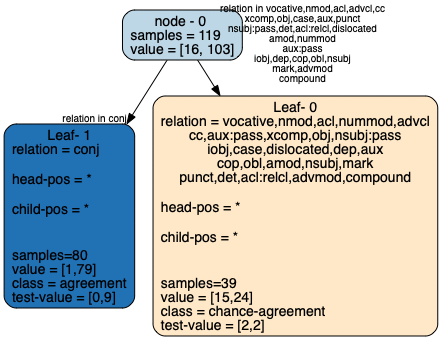 node - 0
samples = 119
value = [16, 103]
relation in vocative,nmod,acl,advcl,cc
xcomp,obj,case,aux,punct
nsubj:pass,det,acl:relcl,dislocated
amod,nummod
aux:pass
iobj,dep,cop,obl,nsubj
mark,advmod
compound
relation in conj
Leaf- 1
relation = conj
head-pos = *
child-pos = *
samples=80
value = [1,79]
class = agreement
test-value = [0,9]
Leaf- 0
relation = vocative,nmod,acl,nummod,advcl
cc,aux:pass,xcomp,obj,nsubj:pass
iobj,case,dislocated,dep,aux
cop,obl,amod,nsubj,mark
punct,det,acl:relcl,advmod,compound
head-pos = *
child-pos = *
samples=39
value = [15,24]
class = chance-agreement
test-value = [2,2]